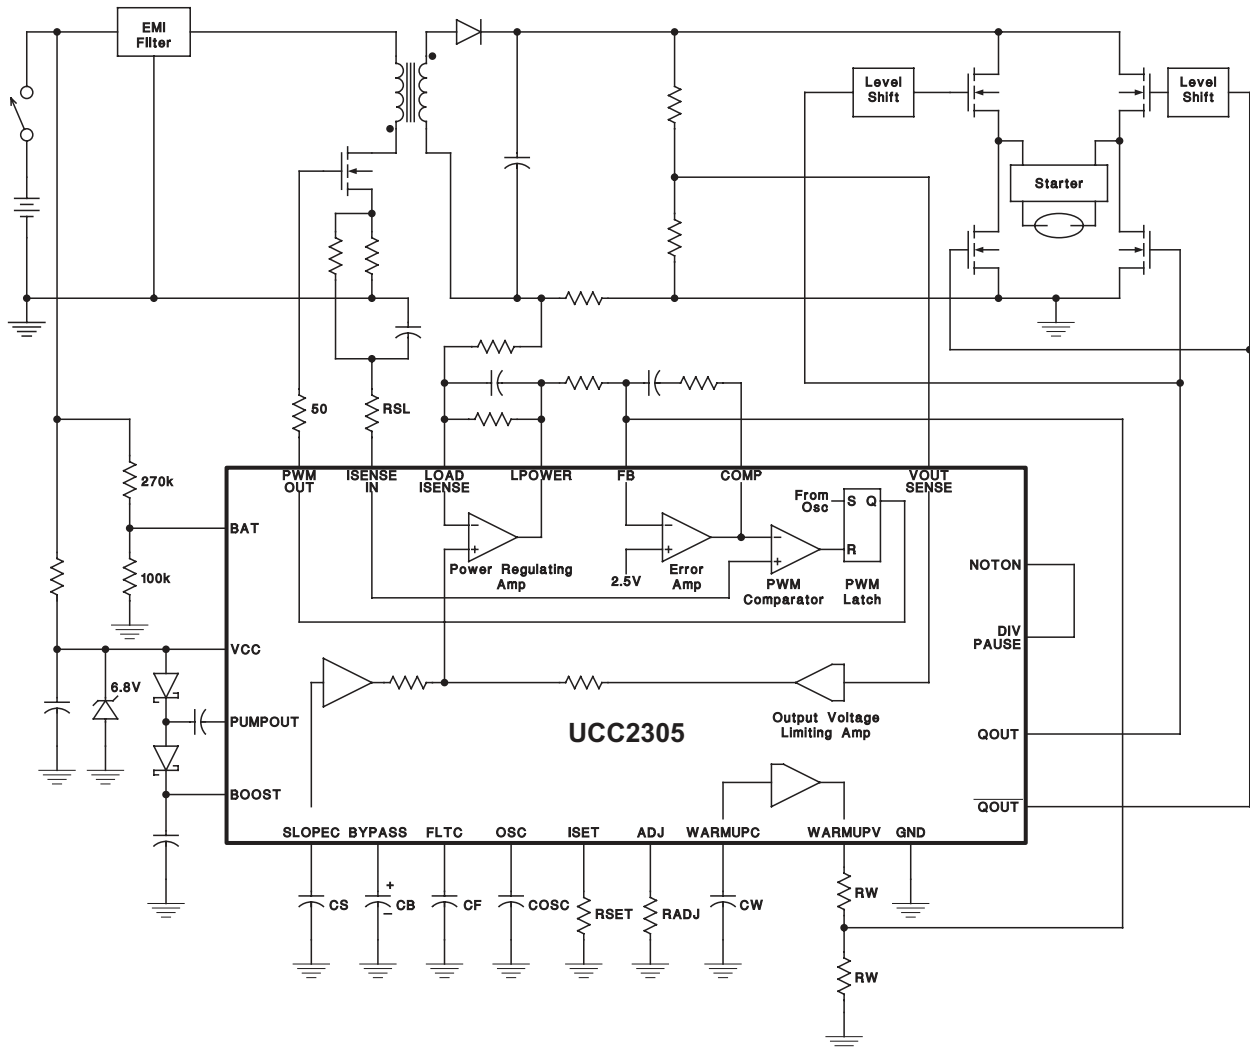 EMI
Filter
Level
Shift
Level
Shift
Starter
50
RSL
270k
100k
PWM
OUT
ISENSE
IN
LOAD
ISENSE
LPOWER
FB
COMP
VOUT
SENSE
BAT
From
Osc
S Q
R
Power Regulating
Amp
2.5V
Error
Amp
PWM
Comparator
PWM
Latch
NOTON
DIV
PAUSE
VCC
6.8V
PUMPOUT
BOOST
UCC2305
Output Voltage
Limiting Amp
QOUT
QOUT
SLOPEC
BYPASS
FLTC
OSC
ISET
ADJ
WARMUPC
WARMUPV
GND
CS
+
CB
–
CF
COSC
RSET
RADJ
CW
RW
RW